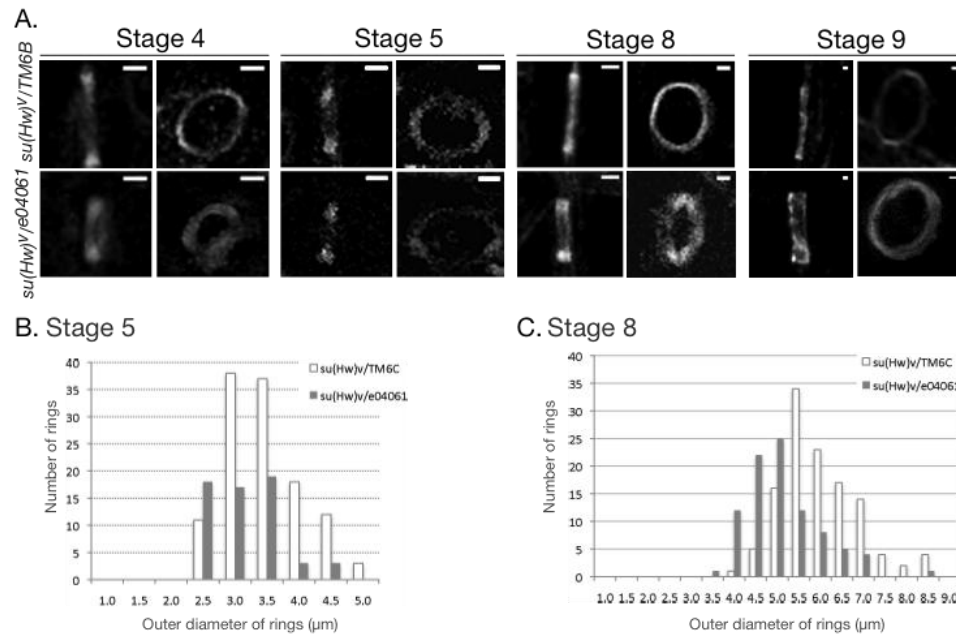 A.
Stage 4 Stage 5 Stage 8 Stage 9
su(Hw)ⱽ/TM6B
su(Hw)ⱽ/e04061
B. Stage 5
40
35
30
25
20
15
10
5
0
Number of rings
su(Hw)v/TM6C
su(Hw)v/e04061
1.0 1.5 2.0 2.5 3.0 3.5 4.0 4.5 5.0
Outer diameter of rings (µm)
C. Stage 8
40
35
30
25
20
15
10
5
0
Number of rings
su(Hw)v/TM6C
su(Hw)v/e04061
1.0 1.5 2.0 2.5 3.0 3.5 4.0 4.5 5.0 5.5 6.0 6.5 7.0 7.5 8.0 8.5 9.0
Outer diameter of rings (µm)